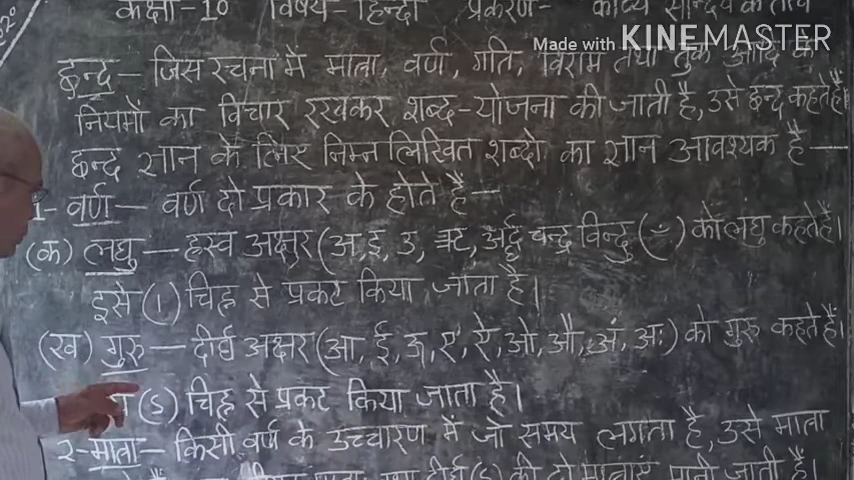 कक्षा-10 विषय-हिन्दी प्रकरण- काव्य सौन्दर्य के तत्व
Made with KINEMASTER
छन्द- जिस रचना में मात्रा, वर्ण, गति, विराम तथा तुक आदि के
नियमों का विचार रखकर शब्द-योजना की जाती है, उसे छन्द कहते हैं।
छन्द ज्ञान के लिए निम्नलिखित शब्दों का ज्ञान आवश्यक है-
1- वर्ण- वर्ण दो प्रकार के होते हैं-
(क) लघु- ह्रस्व अक्षर (अ, इ, उ, ऋ, अर्द्ध चन्द्र विन्दु (ँ) को लघु कहते हैं।
इसे (।) चिह्न से प्रकट किया जाता है।
(ख) गुरु- दीर्घ अक्षर (आ, ई, ऊ, ए, ऐ, ओ, औ, अं, अः) को गुरू कहते हैं।
(S) चिह्न से प्रकट किया जाता है।
2- मात्रा- किसी वर्ण के उच्चारण में जो समय लगता है, उसे मात्रा
दीर्घ (S) की दो मात्राएं मानी जाती हैं।